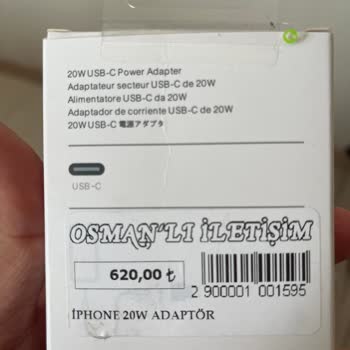 20W USB-C Power Adapter
Adaptateur secteur USB-C de 20W
Alimentatore USB-C da 20W
Adaptador de corriente USB-C de 20W
20W USB-C 電源アダプタ
USB-C
OSMAN'LI İLETİŞİM
620,00 ₺
2 900001 001595
İPHONE 20W ADAPTÖR